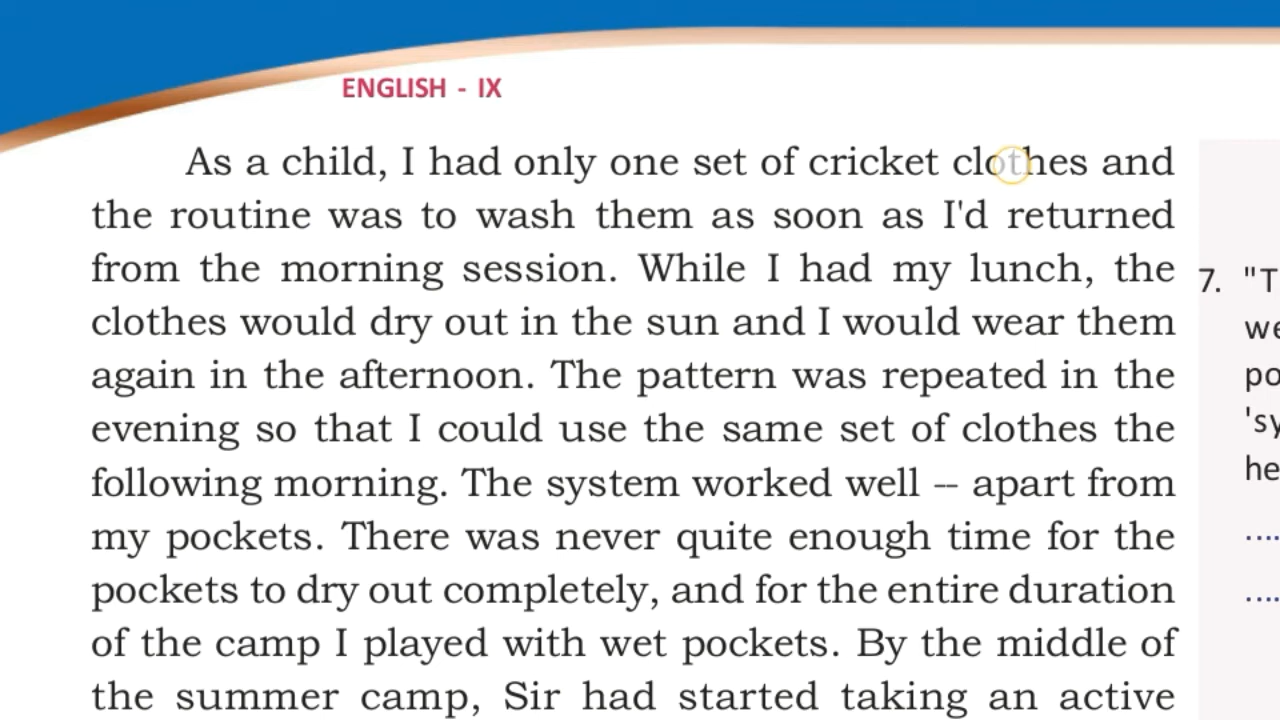 ENGLISH - IX
As a child, I had only one set of cricket clothes and
the routine was to wash them as soon as I'd returned
from the morning session. While I had my lunch, the
clothes would dry out in the sun and I would wear them
again in the afternoon. The pattern was repeated in the
evening so that I could use the same set of clothes the
following morning. The system worked well -- apart from
my pockets. There was never quite enough time for the
pockets to dry out completely, and for the entire duration
of the camp I played with wet pockets. By the middle of
the summer camp, Sir had started taking an active
7. "T
we
po
'sy
he
....
....